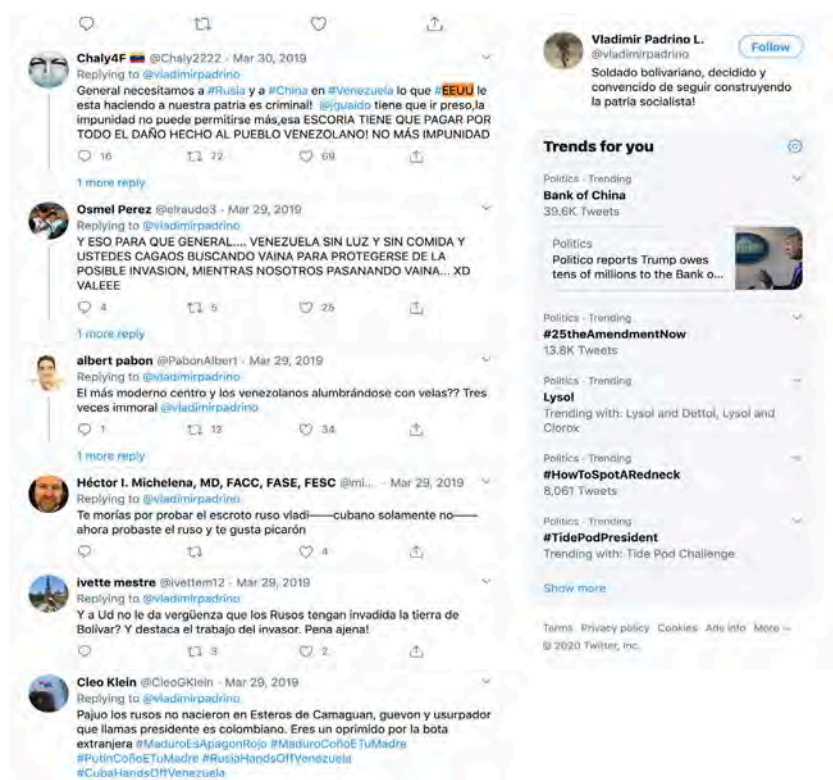 Chaly4F @Chaly2222 · Mar 30, 2019
Replying to @vladimirpadrino
General necesitamos a #Rusia y a #China en #Venezuela lo que #EEUU le
esta haciendo a nuestra patria es criminal! @jguaido tiene que ir preso,la
impunidad no puede permitirse más,esa ESCORIA TIENE QUE PAGAR POR
TODO EL DAÑO HECHO AL PUEBLO VENEZOLANO! NO MÁS IMPUNIDAD
16 72 69
1 more reply
Osmel Perez @elraudo3 · Mar 29, 2019
Replying to @vladimirpadrino
Y ESO PARA QUE GENERAL.... VENEZUELA SIN LUZ Y SIN COMIDA Y
USTEDES CAGAOS BUSCANDO VAINA PARA PROTEGERSE DE LA
POSIBLE INVASION, MIENTRAS NOSOTROS PASANANDO VAINA... XD
VALEEE
4 5 25
1 more reply
albert pabon @PabonAlbert · Mar 29, 2019
Replying to @vladimirpadrino
El más moderno centro y los venezolanos alumbrándose con velas?? Tres
veces immoral @vladimirpadrino
1 12 34
1 more reply
Héctor I. Michelena, MD, FACC, FASE, FESC @mi... · Mar 29, 2019
Replying to @vladimirpadrino
Te morías por probar el escroto ruso vladi——cubano solamente no——
ahora probaste el ruso y te gusta picarón
4
ivette mestre @ivettem12 · Mar 29, 2019
Replying to @vladimirpadrino
Y a Ud no le da vergüenza que los Rusos tengan invadida la tierra de
Bolívar? Y destaca el trabajo del invasor. Pena ajena!
3 2
Cleo Klein @CleoGKlein · Mar 29, 2019
Replying to @vladimirpadrino
Pajuo los rusos no nacieron en Esteros de Camaguan, guevon y usurpador
que llamas presidente es colombiano. Eres un oprimido por la bota
extranjera #MaduroEsApagonRojo #MaduroCoñoETuMadre
#PutinCoñoETuMadre #RusiaHandsOffVenezuela
#CubaHandsOffVenezuela
Vladimir Padrino L.
@vladimirpadrino
Follow
Soldado bolivariano, decidido y
convencido de seguir construyendo
la patria socialista!
Trends for you
Politics · Trending
Bank of China
39.6K Tweets
Politics
Politico reports Trump owes
tens of millions to the Bank o...
Politics · Trending
#25theAmendmentNow
13.8K Tweets
Politics · Trending
Lysol
Trending with: Lysol and Dettol, Lysol and
Clorox
Politics · Trending
#HowToSpotARedneck
8,061 Tweets
Politics · Trending
#TidePodPresident
Trending with: Tide Pod Challenge
Show more
Terms Privacy policy Cookies Ads info More
© 2020 Twitter, Inc.